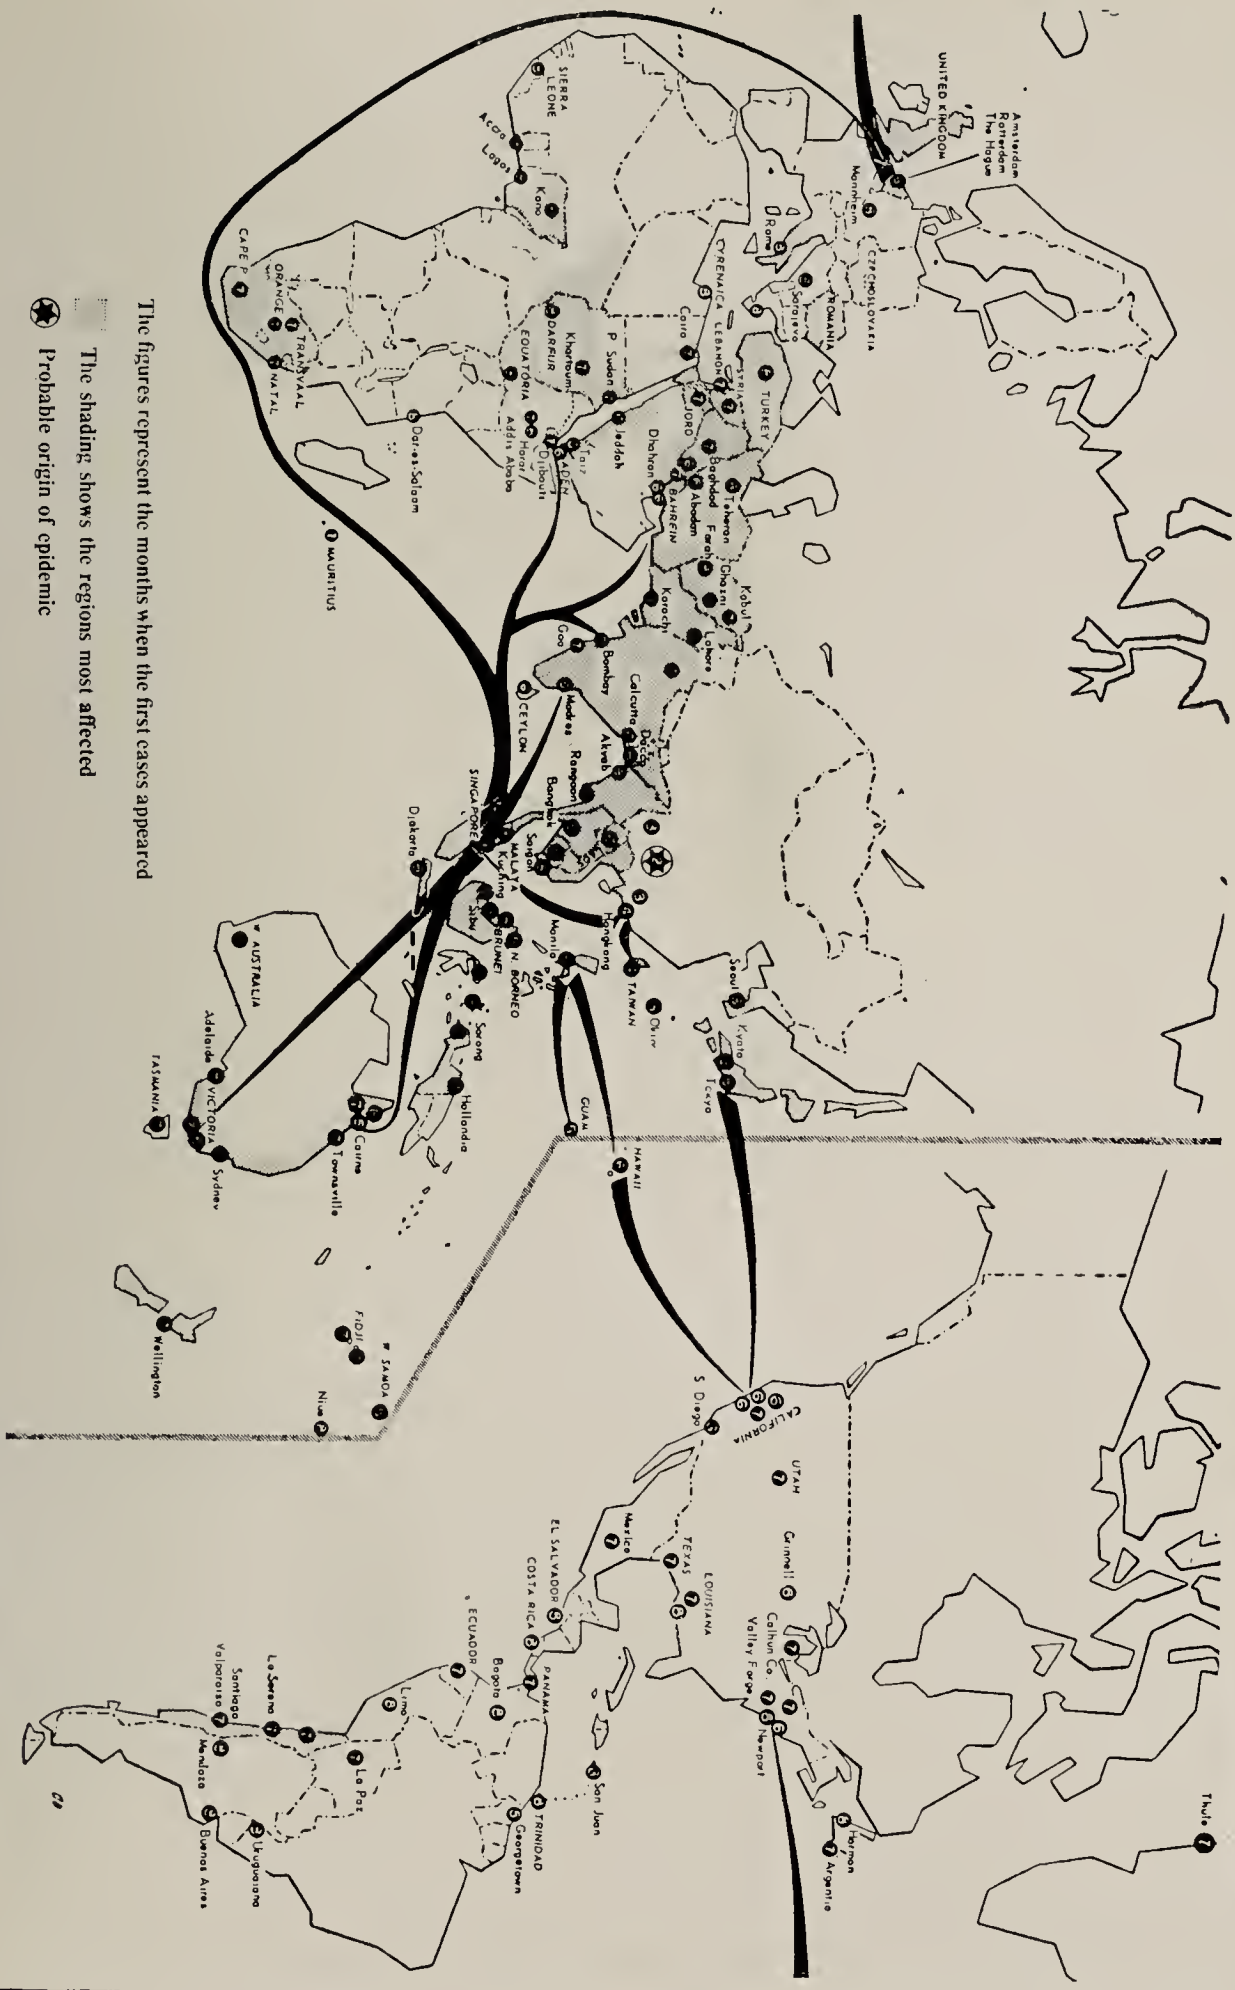 Amsterdam
Rotterdam
The Hague
UNITED KINGDOM
Mannheim
CZECHOSLOVAKIA
ROMANIA
Sarajevo
Rome
SIERRA
LEONE
Accra
Lagos
Kano
CYRENAICA
LEBANON
SYRIA
TURKEY
Cairo
JORD
P Sudan
Khartoum
DARFUR
EQUATORIA
Jeddah
Taiz
ADEN
Djibouti
Harar
Addis Ababa
Dar-es-Salaam
CAPE P
ORANGE
TRANSVAAL
NATAL
MAURITIUS
Dhahran
BAHREIN
Baghdad
Abadan
Teheran
Farah
Ghazni
Kabul
Karachi
Lahore
Goa
Bombay
Madras
CEYLON
Calcutta
Dacca
Akyab
Rangoon
Bangkok
Saigon
SINGAPORE
MALAYA
Kuching
Sibu
BRUNEI
N. BORNEO
Djakarta
Manila
Hongkong
TAIWAN
Seoul
Kyoto
Tokyo
Sorong
Hollandia
GUAM
HAWAII
W AUSTRALIA
Adelaide
VICTORIA
TASMANIA
Sydney
Townsville
Cairns
Wellington
FIDJI
W SAMOA
Niue
S Diego
CALIFORNIA
UTAH
Grinnell
TEXAS
LOUISIANA
Mexico
EL SALVADOR
COSTA RICA
PANAMA
Calhun Co.
Valley Forge
Newport
Harmon
Argentia
Thule
San Juan
TRINIDAD
Georgetown
Bogota
ECUADOR
Lima
La Paz
La Serena
Santiago
Valparaiso
Mendoza
Buenos Aires
Uruguaiana
The figures represent the months when the first cases appeared
The shading shows the regions most affected
Probable origin of epidemic